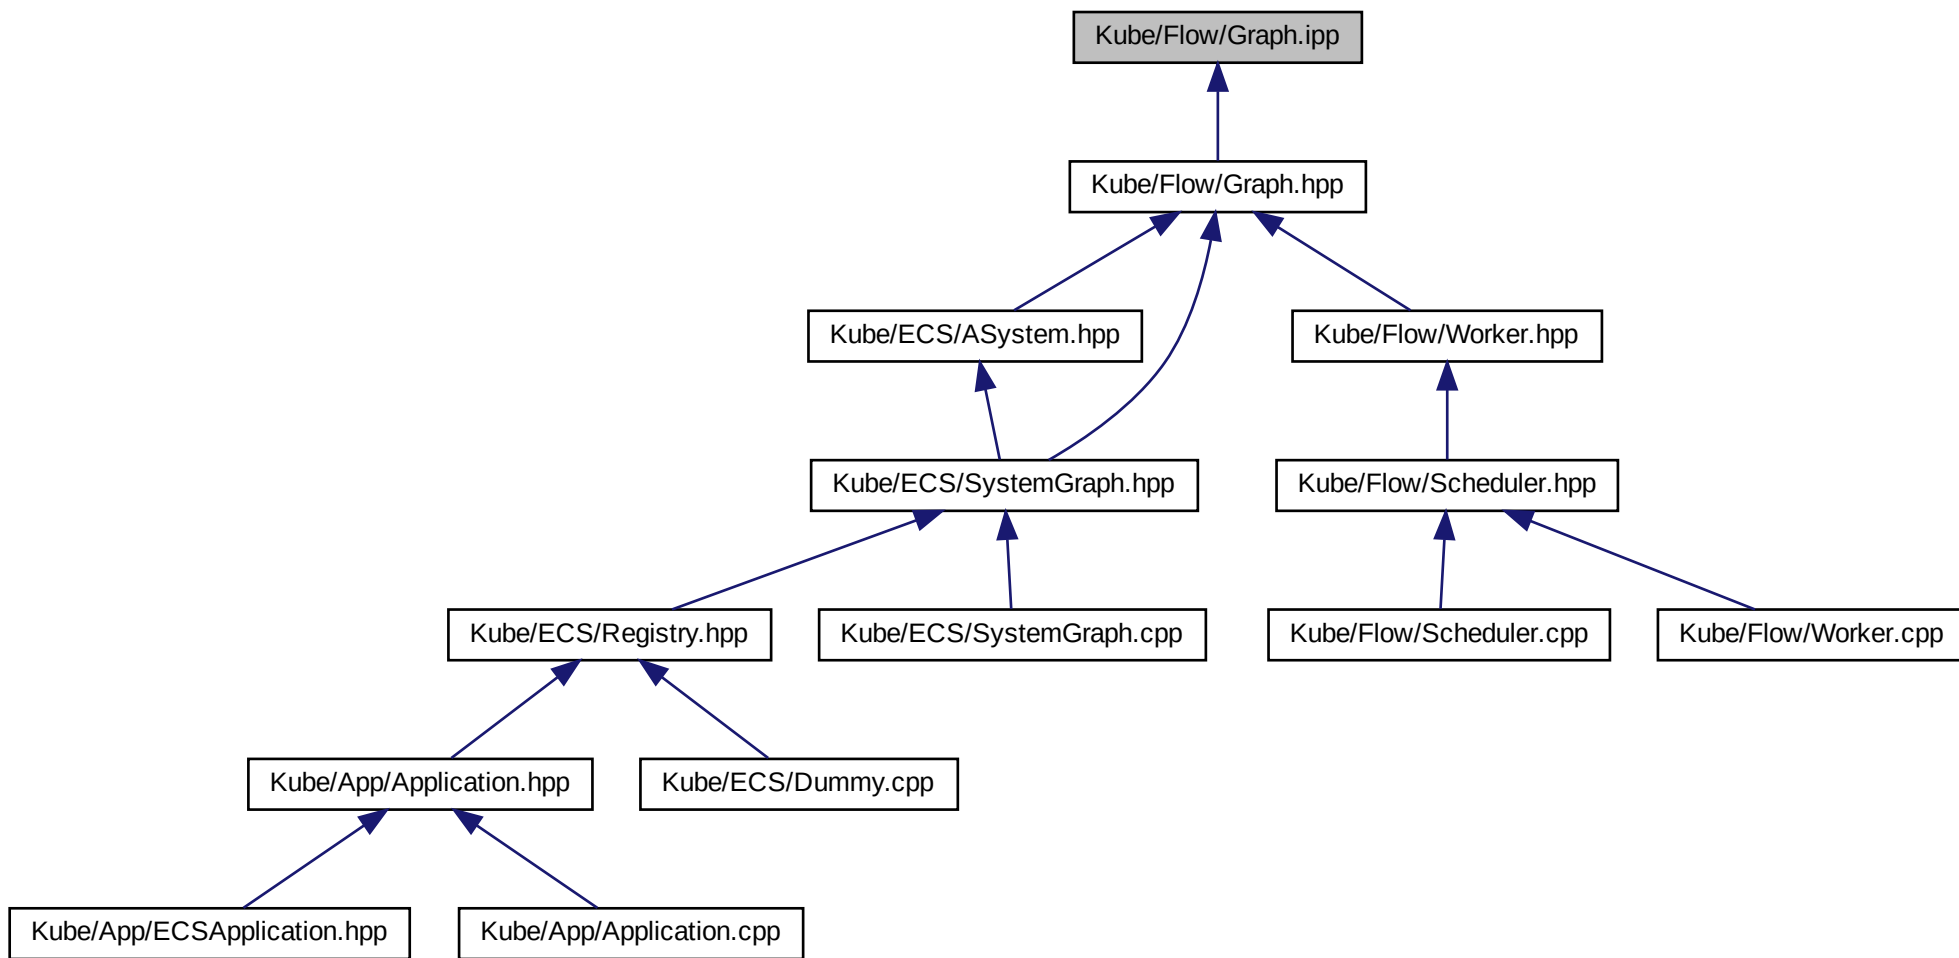 Kube/Flow/Graph.ipp
Kube/Flow/Graph.hpp
Kube/ECS/ASystem.hpp
Kube/Flow/Worker.hpp
Kube/ECS/SystemGraph.hpp
Kube/Flow/Scheduler.hpp
Kube/ECS/Registry.hpp
Kube/ECS/SystemGraph.cpp
Kube/Flow/Scheduler.cpp
Kube/Flow/Worker.cpp
Kube/App/Application.hpp
Kube/ECS/Dummy.cpp
Kube/App/ECSApplication.hpp
Kube/App/Application.cpp